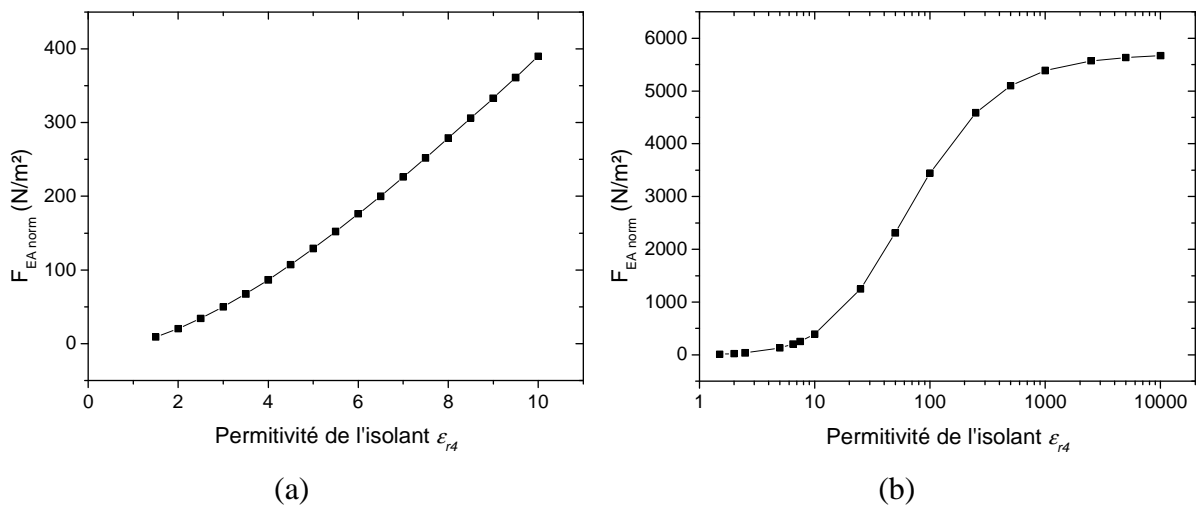 400
300
200
100
0
F_EA norm (N/m²)
0 2 4 6 8 10
Permitivité de l'isolant ε_r4
(a)
6000
5000
4000
3000
2000
1000
0
F_EA norm (N/m²)
1 10 100 1000 10000
Permitivité de l'isolant ε_r4
(b)